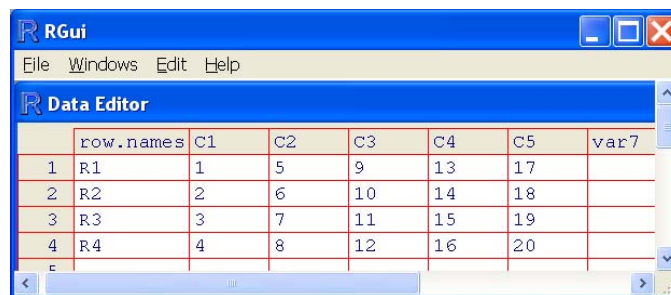 RGui
File Windows Edit Help
Data Editor
row.names C1 C2 C3 C4 C5 var7
1 R1 1 5 9 13 17
2 R2 2 6 10 14 18
3 R3 3 7 11 15 19
4 R4 4 8 12 16 20